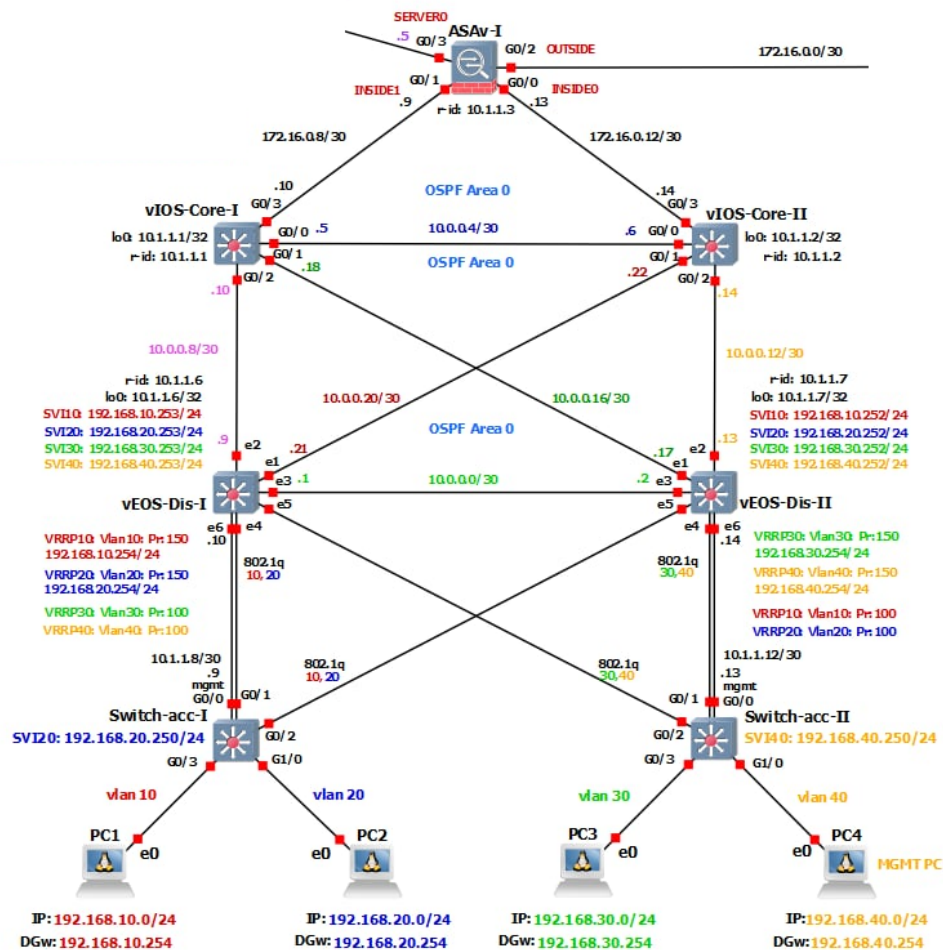 SERVER0
ASAv-I
.5 G0/3
G0/2 OUTSIDE
172.16.0.0/30
G0/1
G0/0
INSIDE1
INSIDE0
.9
.13
r-id: 10.1.1.3
172.16.0.8/30
172.16.0.12/30
.10
OSPF Area 0
.14
G0/3
G0/3
vIOS-Core-I
vIOS-Core-II
G0/0 .5
10.0.0.4/30
.6 G0/0
lo0: 10.1.1.1/32
lo0: 10.1.1.2/32
r-id: 10.1.1.1
G0/1
OSPF Area 0
G0/1
r-id: 10.1.1.2
.18
.22
G0/2
G0/2
.10
.14
10.0.0.8/30
10.0.0.12/30
r-id: 10.1.1.6
lo0: 10.1.1.6/32
SVI10: 192.168.10.253/24
SVI20: 192.168.20.253/24
SVI30: 192.168.30.253/24
SVI40: 192.168.40.253/24
10.0.0.20/30
10.0.0.16/30
r-id: 10.1.1.7
lo0: 10.1.1.7/32
SVI10: 192.168.10.252/24
SVI20: 192.168.20.252/24
SVI30: 192.168.30.252/24
SVI40: 192.168.40.252/24
OSPF Area 0
.9 e2
.21
.17
e2 .13
e1
e1
e3 .1
10.0.0.0/30
.2 e3
vEOS-Dis-I
vEOS-Dis-II
e5
e5
e6 e4
e4 e6
.10
.14
VRRP10: Vlan10: Pr:150
192.168.10.254/24
VRRP20: Vlan20: Pr:150
192.168.20.254/24
VRRP30: Vlan30: Pr:100
VRRP40: Vlan40: Pr:100
802.1q
10,20
802.1q
30,40
VRRP30: Vlan30: Pr:150
192.168.30.254/24
VRRP40: Vlan40: Pr:150
192.168.40.254/24
VRRP10: Vlan10: Pr:100
VRRP20: Vlan20: Pr:100
10.1.1.8/30
10.1.1.12/30
.9
.13
mgmt
mgmt
802.1q
10,20
802.1q
30,40
G0/0 G0/1
G0/1 G0/0
Switch-acc-I
Switch-acc-II
SVI20: 192.168.20.250/24
G0/2
G0/2
SVI40: 192.168.40.250/24
G0/3 G1/0
G0/3 G1/0
vlan 10
vlan 20
vlan 30
vlan 40
PC1
PC2
PC3
PC4
e0
e0
e0
e0
MGMT PC
IP: 192.168.10.0/24
DGw: 192.168.10.254
IP: 192.168.20.0/24
DGw: 192.168.20.254
IP: 192.168.30.0/24
DGw: 192.168.30.254
IP: 192.168.40.0/24
DGw: 192.168.40.254